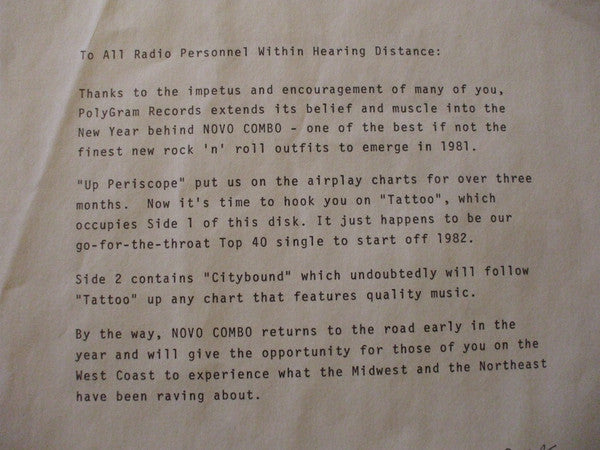 To All Radio Personnel Within Hearing Distance:
Thanks to the impetus and encouragement of many of you,
PolyGram Records extends its belief and muscle into the
New Year behind NOVO COMBO - one of the best if not the
finest new rock 'n' roll outfits to emerge in 1981.
"Up Periscope" put us on the airplay charts for over three
months.  Now it's time to hook you on "Tattoo", which
occupies Side 1 of this disk. It just happens to be our
go-for-the-throat Top 40 single to start off 1982.
Side 2 contains "Citybound" which undoubtedly will follow
"Tattoo" up any chart that features quality music.
By the way, NOVO COMBO returns to the road early in the
year and will give the opportunity for those of you on the
West Coast to experience what the Midwest and the Northeast
have been raving about.